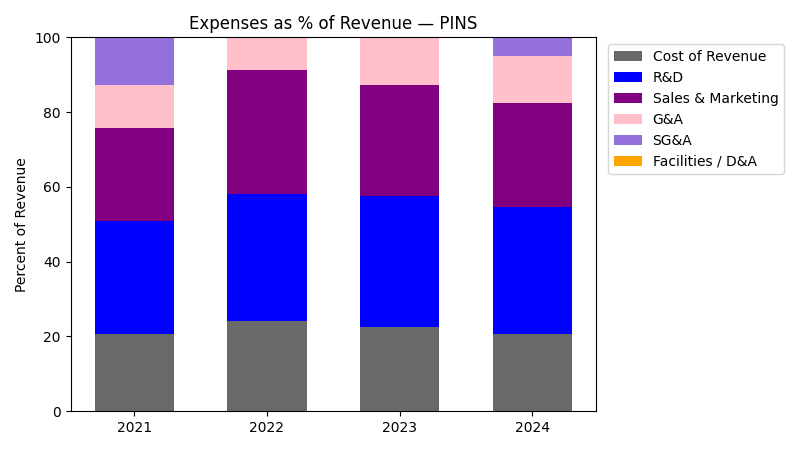 Expenses as % of Revenue — PINS
Percent of Revenue
100
80
60
40
20
0
2021
2022
2023
2024
Cost of Revenue
R&D
Sales & Marketing
G&A
SG&A
Facilities / D&A